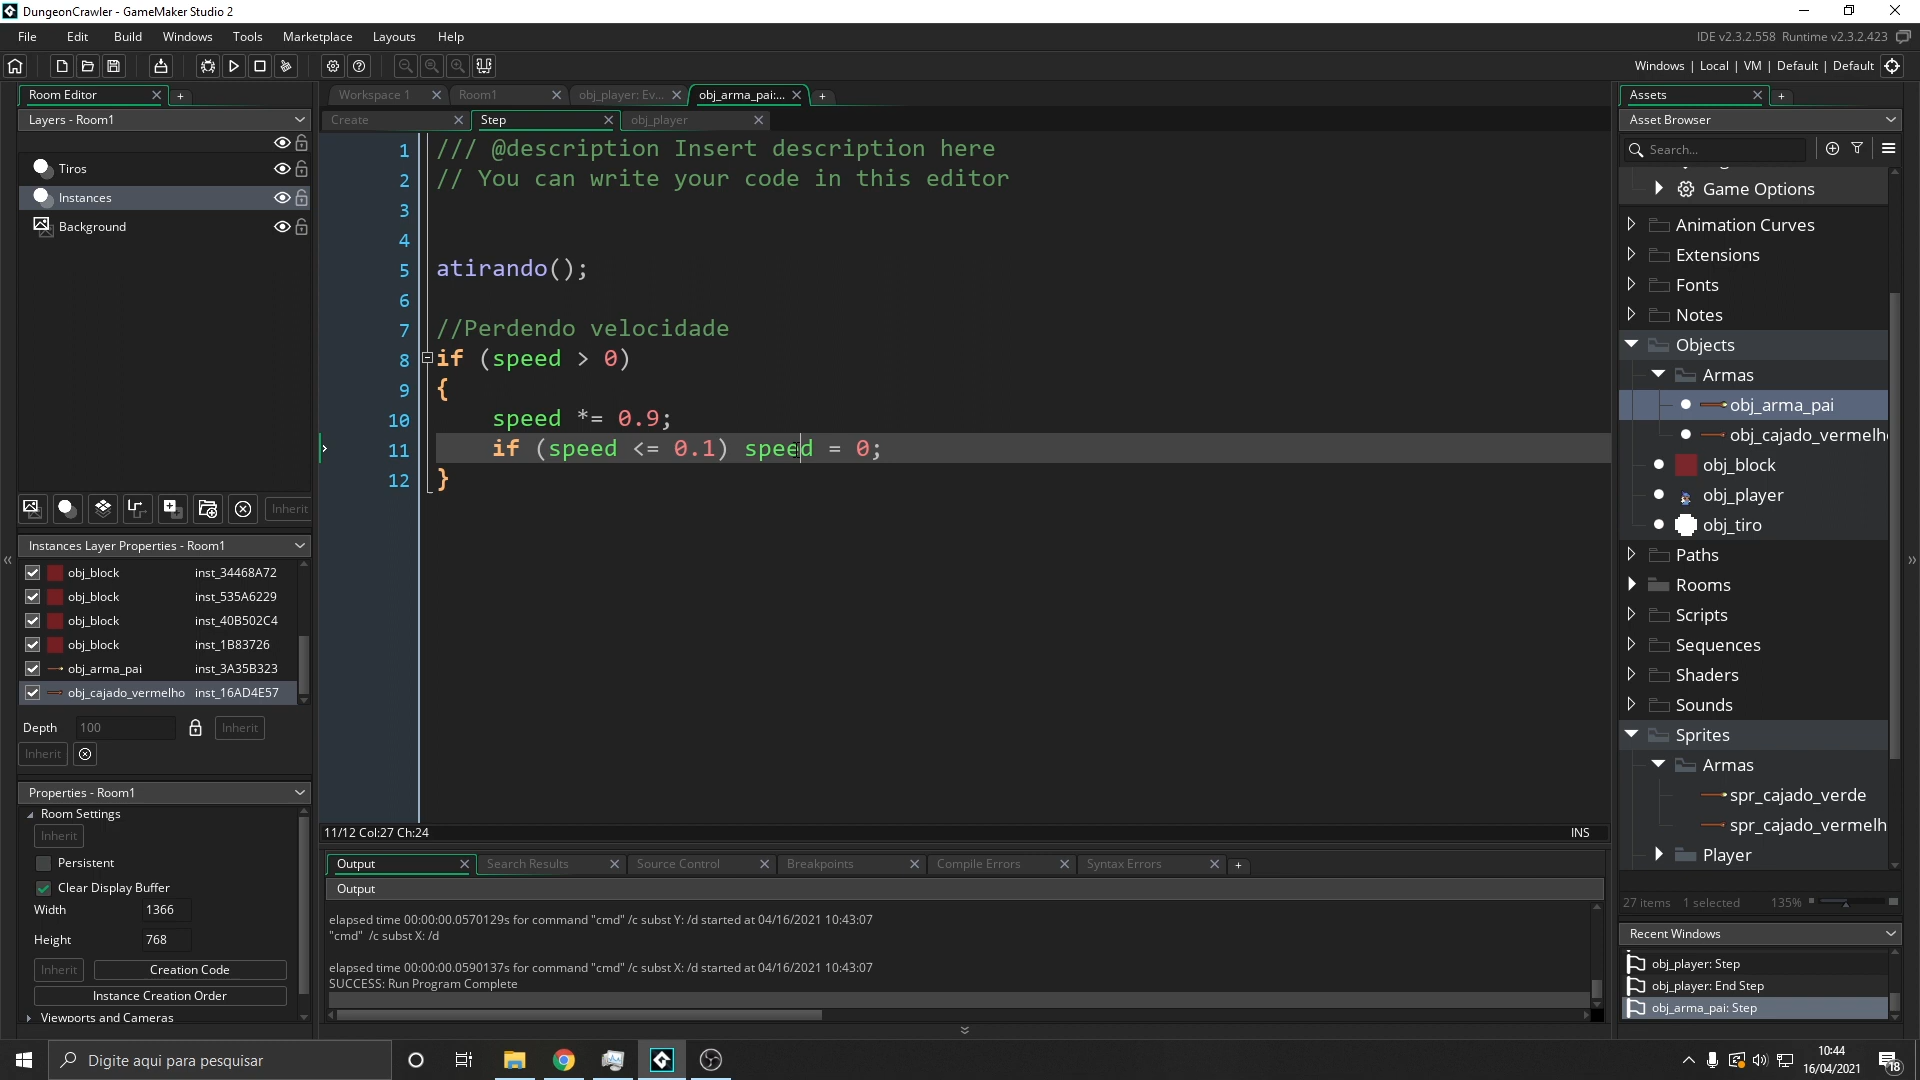 DungeonCrawler - GameMaker Studio 2
File Edit Build Windows Tools Marketplace Layouts Help
IDE v2.3.2.558 Runtime v2.3.2.423
Windows | Local | VM | Default | Default
Room Editor
Layers - Room1
Tiros
Instances
Background
Inherit
Instances Layer Properties - Room1
obj_block inst_34468A72
obj_block inst_535A6229
obj_block inst_40B502C4
obj_block inst_1B83726
obj_arma_pai inst_3A35B323
obj_cajado_vermelho inst_16AD4E57
Depth 100 Inherit
Inherit
Properties - Room1
Room Settings
Inherit
Persistent
Clear Display Buffer
Width 1366
Height 768
Inherit Creation Code
Instance Creation Order
Viewports and Cameras
Workspace 1 Room1 obj_player: Ev... obj_arma_pai:...
Create Step obj_player
1 /// @description Insert description here
2 // You can write your code in this editor
3
4
5 atirando();
6
7 //Perdendo velocidade
8 if (speed > 0)
9 {
10 speed *= 0.9;
11 if (speed <= 0.1) speed = 0;
12 }
11/12 Col:27 Ch:24 INS
Output Search Results Source Control Breakpoints Compile Errors Syntax Errors
Output
elapsed time 00:00:00.0570129s for command "cmd" /c subst Y: /d started at 04/16/2021 10:43:07
"cmd" /c subst X: /d
elapsed time 00:00:00.0590137s for command "cmd" /c subst X: /d started at 04/16/2021 10:43:07
SUCCESS: Run Program Complete
Assets
Asset Browser
Search...
Game Options
Animation Curves
Extensions
Fonts
Notes
Objects
Armas
obj_arma_pai
obj_cajado_vermelh
obj_block
obj_player
obj_tiro
Paths
Rooms
Scripts
Sequences
Shaders
Sounds
Sprites
Armas
spr_cajado_verde
spr_cajado_vermelh
Player
27 items 1 selected 135%
Recent Windows
obj_player: Step
obj_player: End Step
obj_arma_pai: Step
Digite aqui para pesquisar
10:44
16/04/2021
18